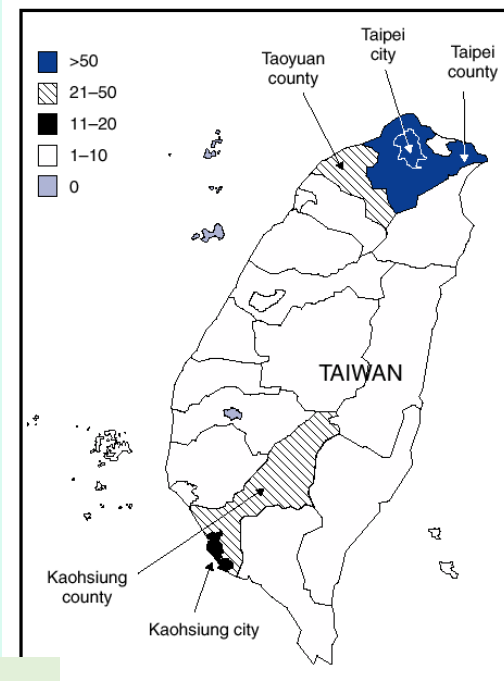 >50
21–50
11–20
1–10
0
Taoyuan
county
Taipei
city
Taipei
county
TAIWAN
Kaohsiung
county
Kaohsiung city